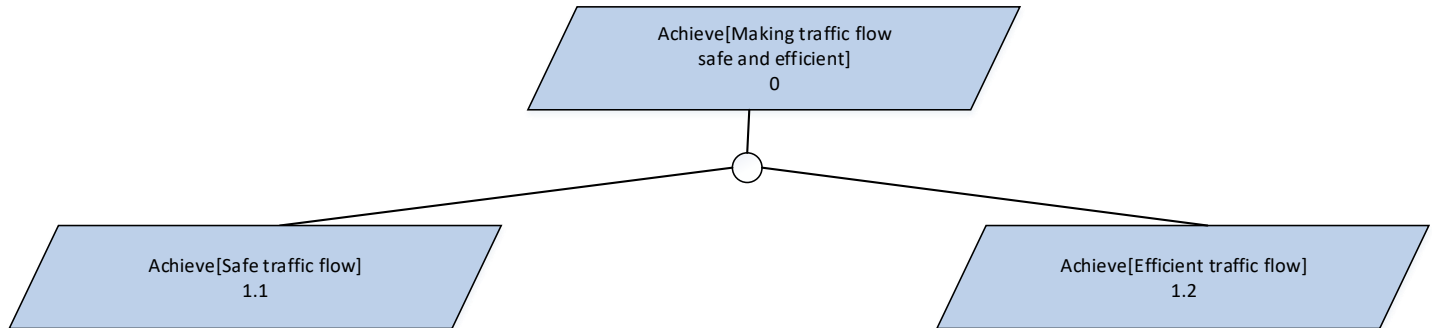 Achieve[Making traffic flow
safe and efficient]
0
Achieve[Safe traffic flow]
1.1
Achieve[Efficient traffic flow]
1.2